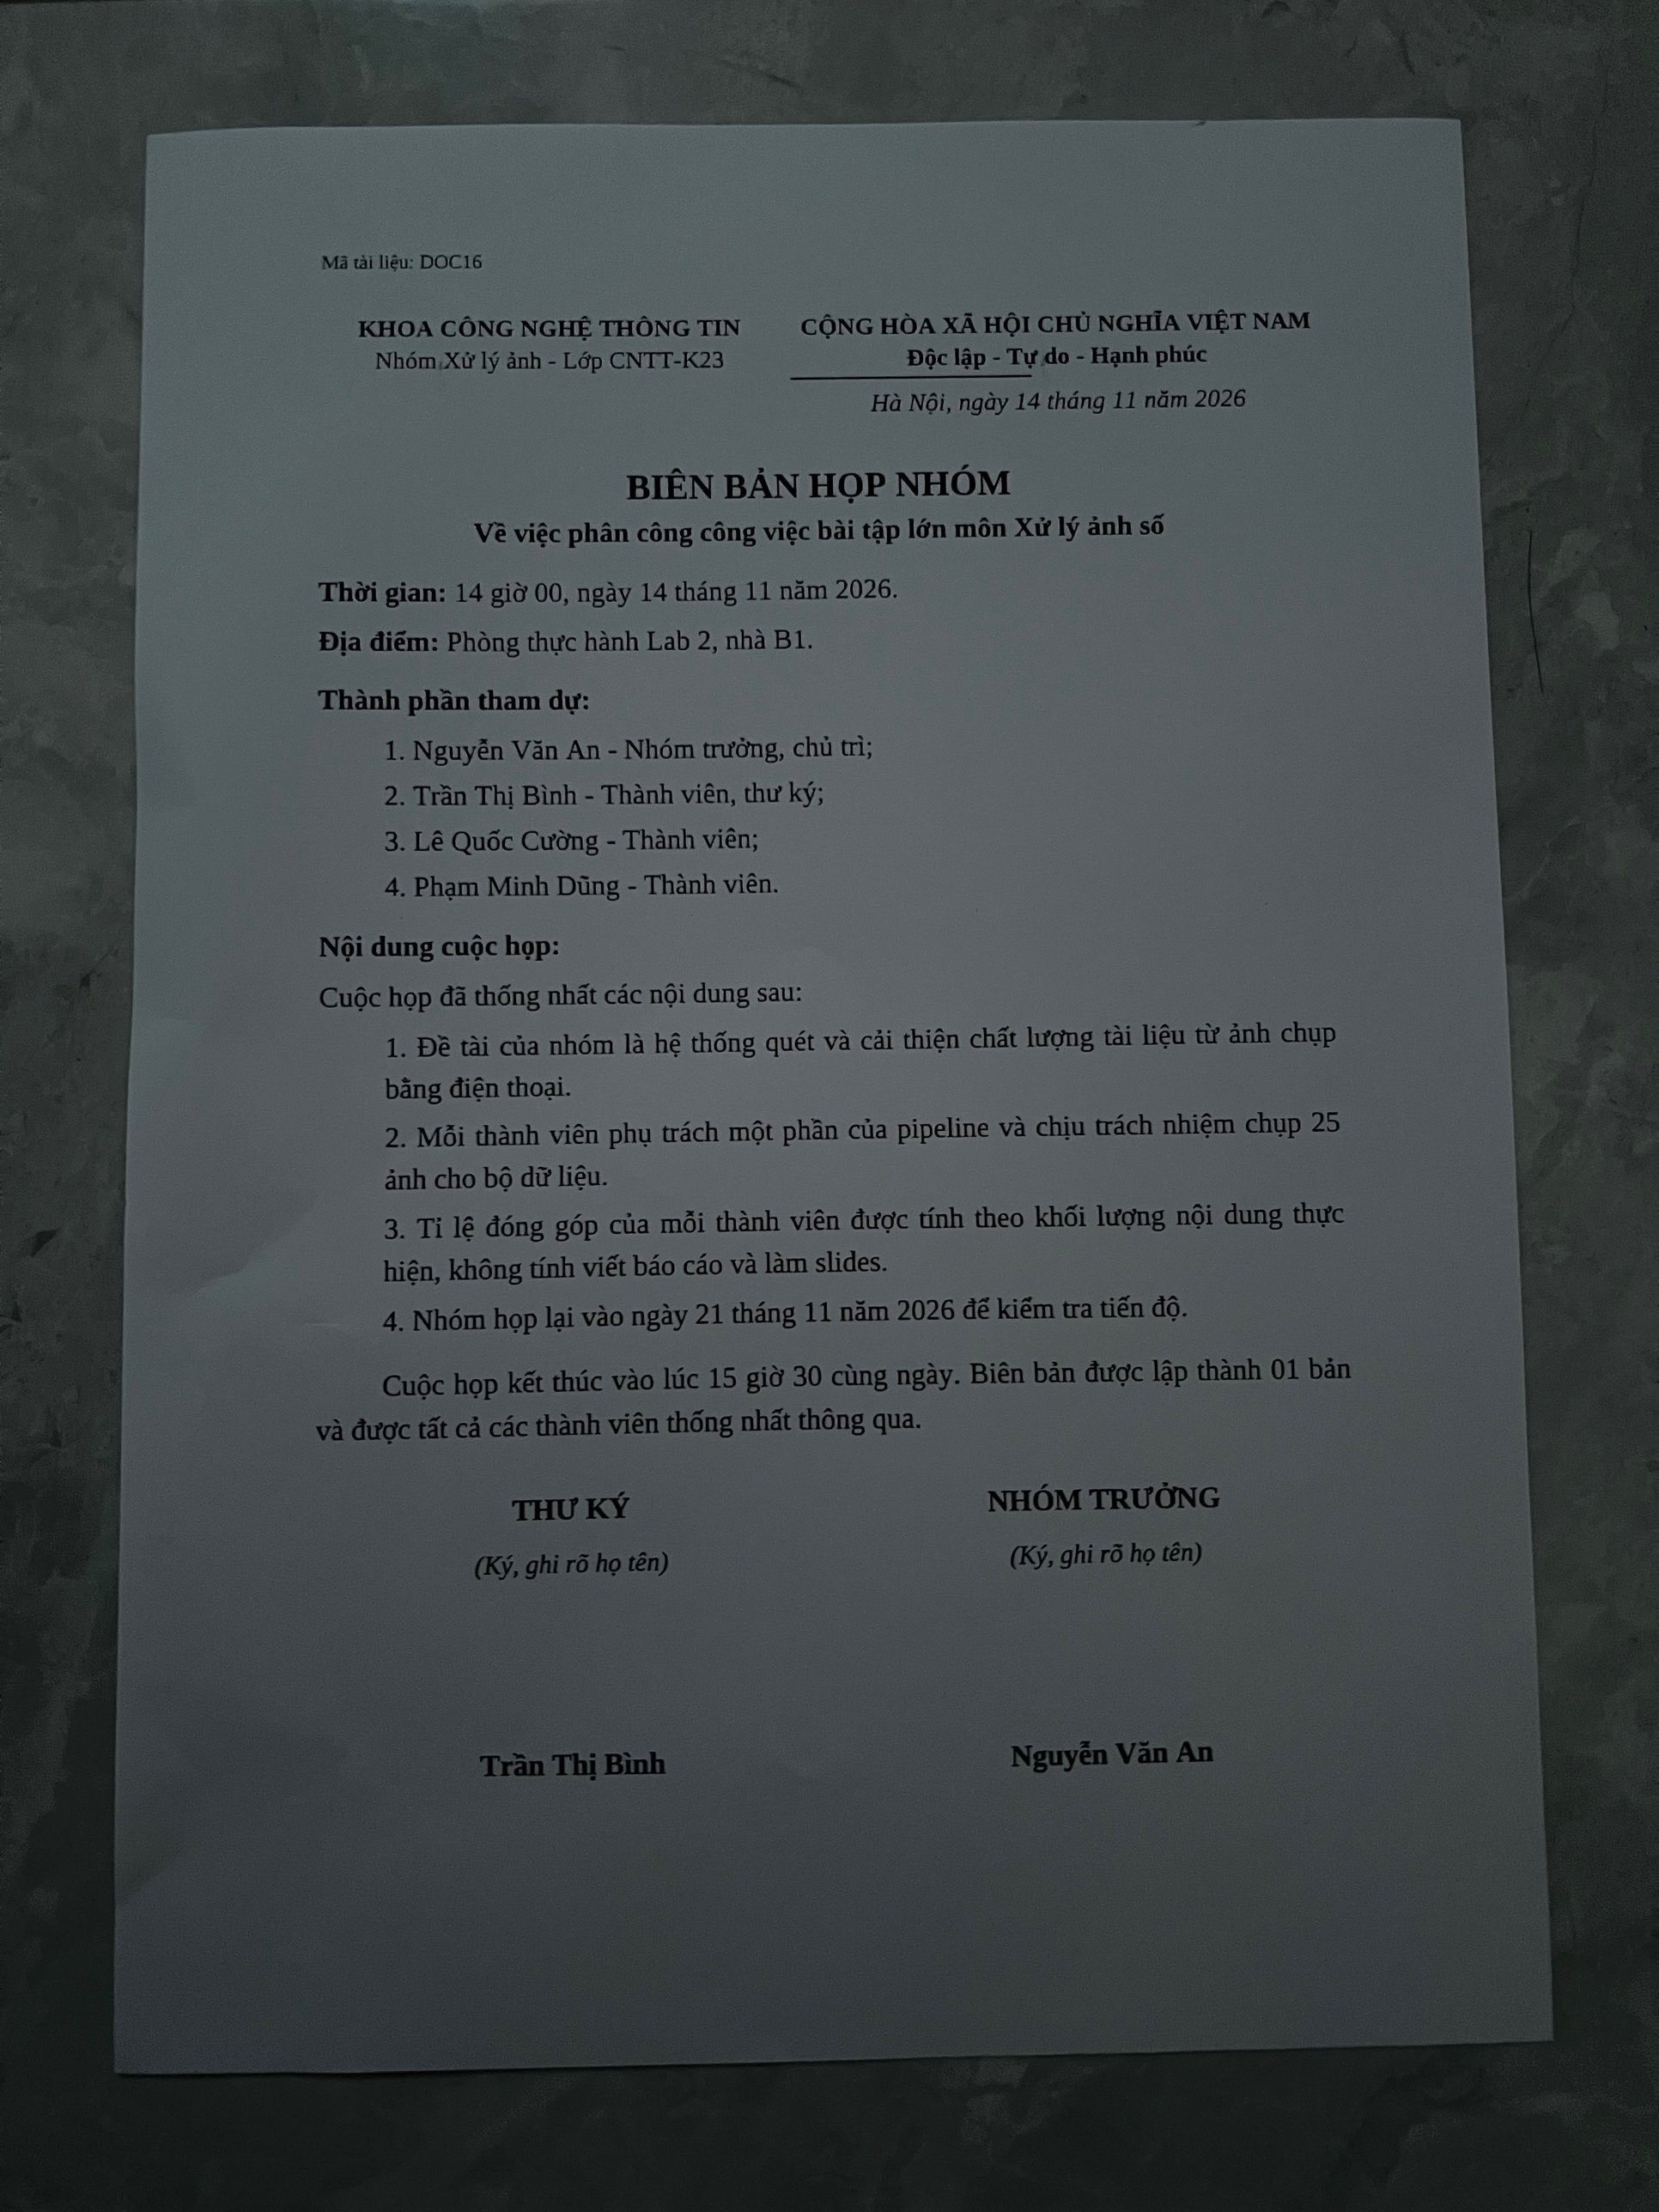 Mã tài liệu: DOC16
KHOA CÔNG NGHỆ THÔNG TIN
Nhóm Xử lý ảnh - Lớp CNTT-K23
CỘNG HÒA XÃ HỘI CHỦ NGHĨA VIỆT NAM
Độc lập - Tự do - Hạnh phúc
Hà Nội, ngày 14 tháng 11 năm 2026
BIÊN BẢN HỌP NHÓM
Về việc phân công công việc bài tập lớn môn Xử lý ảnh số
Thời gian: 14 giờ 00, ngày 14 tháng 11 năm 2026.
Địa điểm: Phòng thực hành Lab 2, nhà B1.
Thành phần tham dự:
1. Nguyễn Văn An - Nhóm trưởng, chủ trì;
2. Trần Thị Bình - Thành viên, thư ký;
3. Lê Quốc Cường - Thành viên;
4. Phạm Minh Dũng - Thành viên.
Nội dung cuộc họp:
Cuộc họp đã thống nhất các nội dung sau:
1. Đề tài của nhóm là hệ thống quét và cải thiện chất lượng tài liệu từ ảnh chụp
bằng điện thoại.
2. Mỗi thành viên phụ trách một phần của pipeline và chịu trách nhiệm chụp 25
ảnh cho bộ dữ liệu.
3. Tỉ lệ đóng góp của mỗi thành viên được tính theo khối lượng nội dung thực
hiện, không tính viết báo cáo và làm slides.
4. Nhóm họp lại vào ngày 21 tháng 11 năm 2026 để kiểm tra tiến độ.
Cuộc họp kết thúc vào lúc 15 giờ 30 cùng ngày. Biên bản được lập thành 01 bản
và được tất cả các thành viên thống nhất thông qua.
THƯ KÝ
(Ký, ghi rõ họ tên)
Trần Thị Bình
NHÓM TRƯỞNG
(Ký, ghi rõ họ tên)
Nguyễn Văn An